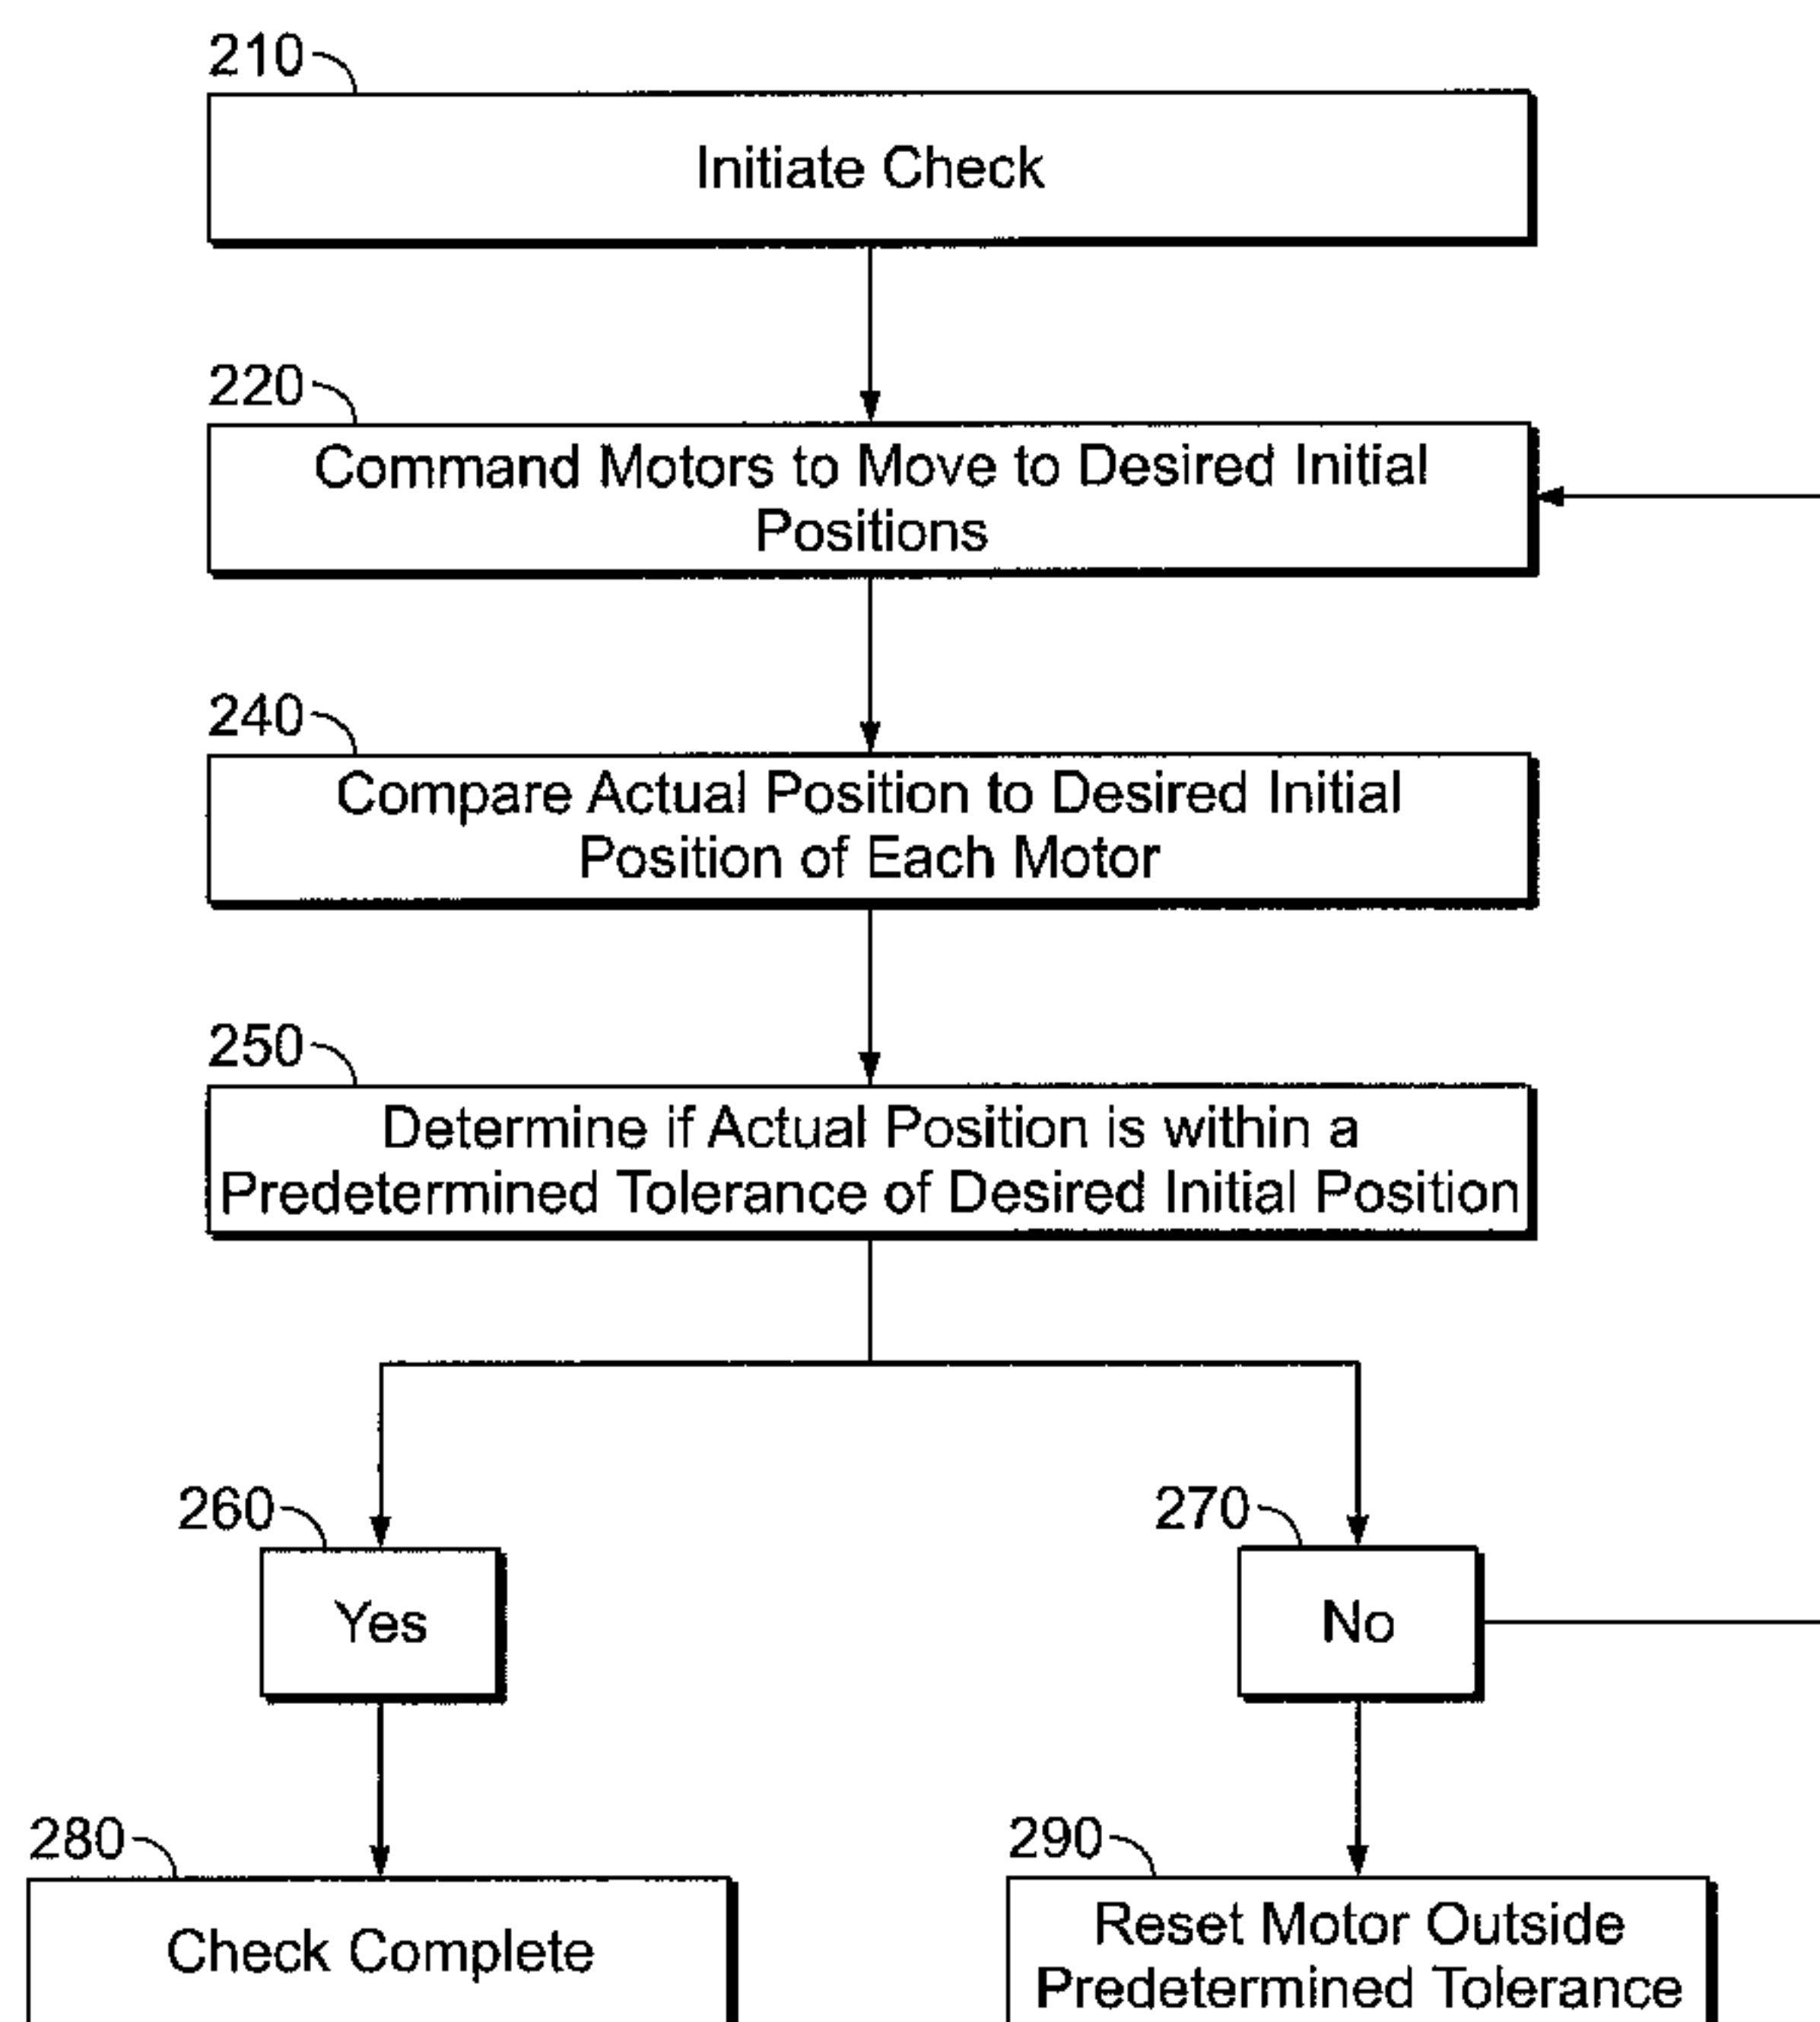 210
Initiate Check
220
Command Motors to Move to Desired Initial
Positions
240
Compare Actual Position to Desired Initial
Position of Each Motor
250
Determine if Actual Position is within a
Predetermined Tolerance of Desired Initial Position
260
Yes
270
No
280
Check Complete
290
Reset Motor Outside
Predetermined Tolerance